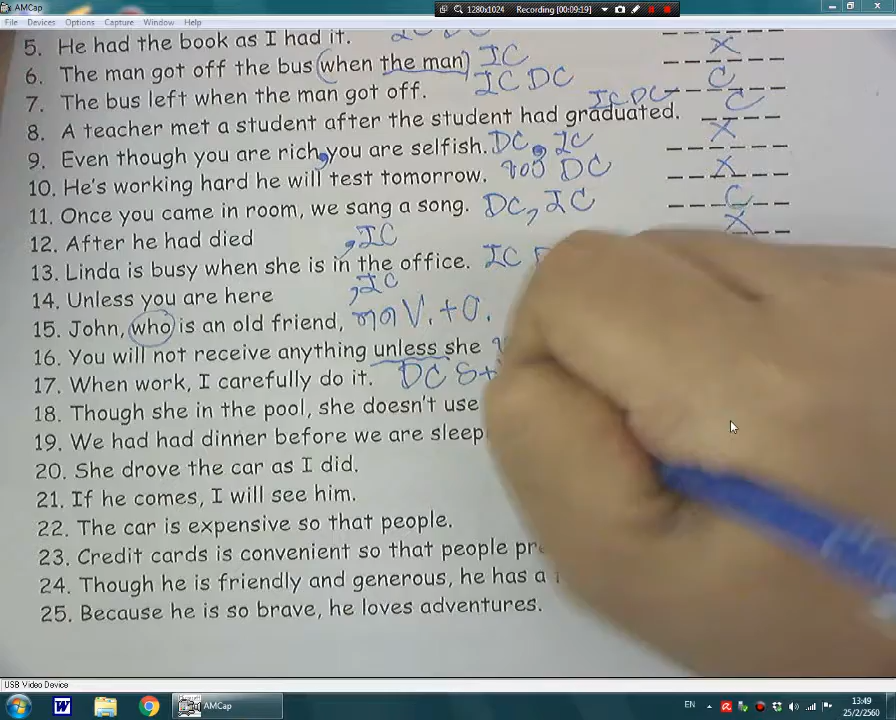 AMCap
1280x1024 Recording [00:09:19]
File Devices Options Capture Window Help
5. He had the book as I had it.
X
6. The man got off the bus when the man IC
C
7. The bus left when the man got off. IC DC
C
8. A teacher met a student after the student had graduated. IC DC
X
9. Even though you are rich, you are selfish. DC, IC
X
10. He's working hard he will test tomorrow. DC
C
11. Once you came in room, we sang a song. DC, IC
X
12. After he had died , IC
13. Linda is busy when she is in the office. IC
14. Unless you are here , IC
15. John, who is an old friend, V. + O.
16. You will not receive anything unless she
17. When work, I carefully do it. DC S+
18. Though she in the pool, she doesn't use
19. We had had dinner before we are sleep
20. She drove the car as I did.
21. If he comes, I will see him.
22. The car is expensive so that people.
23. Credit cards is convenient so that people
24. Though he is friendly and generous, he has a
25. Because he is so brave, he loves adventures.
USB Video Device
AMCap
EN
13:49
25/2/2560